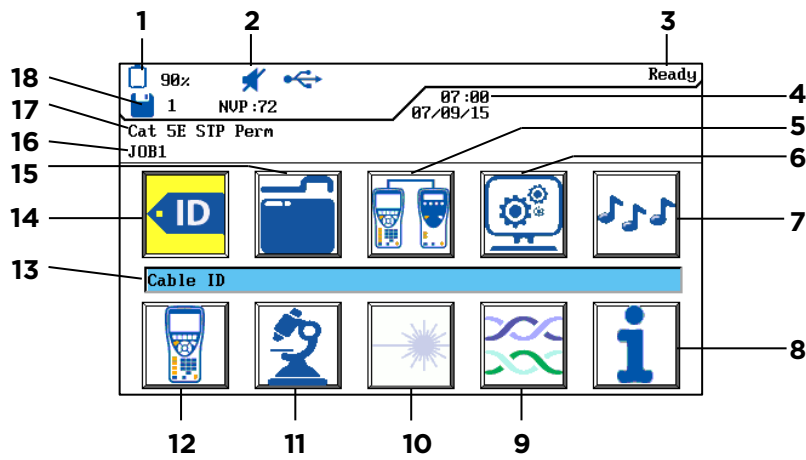 1 2 3
90% Ready
18 1 NVP:72 07:00 4
17 07/09/15
Cat 5E STP Perm 5
16 JOB1 6
15
14 ID 7
13 Cable ID
8
12 11 10 9